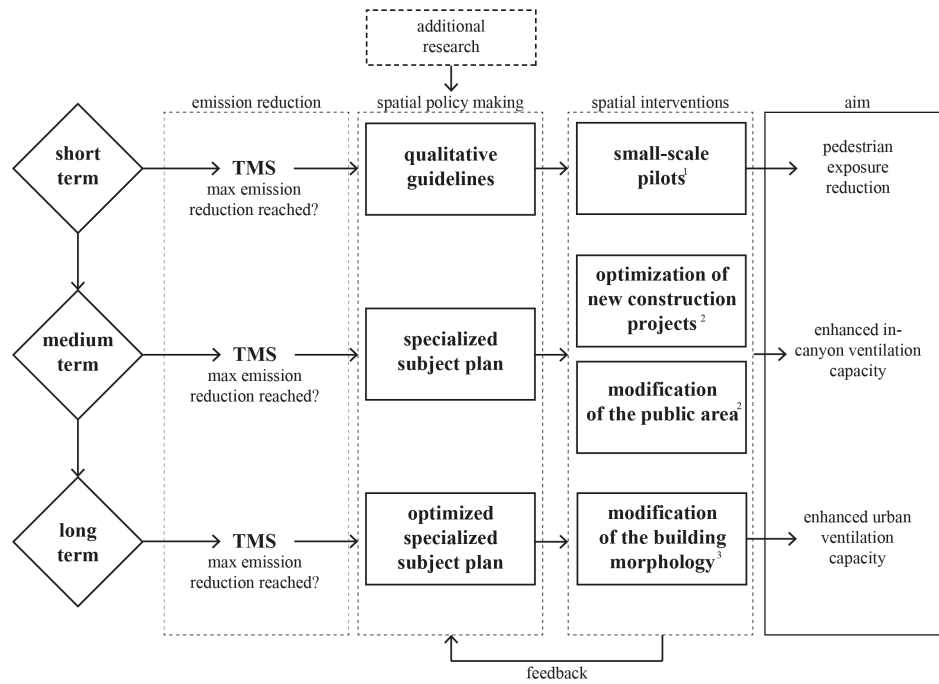 additional
research
emission reduction
spatial policy making
spatial interventions
aim
short
term
TMS
max emission
reduction reached?
qualitative
guidelines
small-scale
pilots1
pedestrian
exposure
reduction
medium
term
TMS
max emission
reduction reached?
specialized
subject plan
optimization of
new construction
projects 2
modification
of the public area2
enhanced in-
canyon ventilation
capacity
long
term
TMS
max emission
reduction reached?
optimized
specialized
subject plan
modification
of the building
morphology3
enhanced urban
ventilation
capacity
feedback